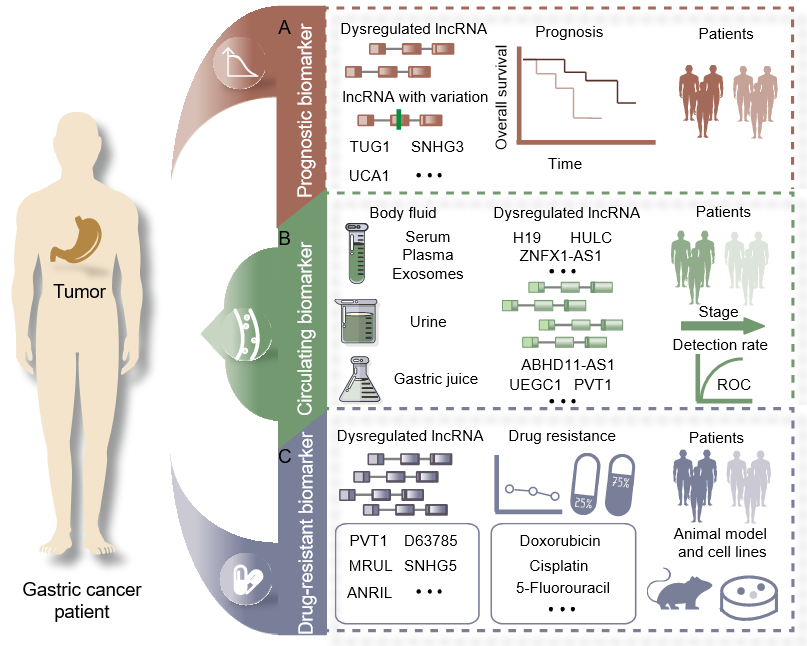 Tumor
Gastric cancer
patient
A
Prognostic biomarker
Dysregulated lncRNA
lncRNA with variation
TUG1 SNHG3
UCA1 •••
Prognosis
Overall survival
Time
Patients
B
Circulating biomarker
Body fluid
Serum
Plasma
Exosomes
Urine
Gastric juice
Dysregulated lncRNA
H19 HULC
ZNFX1-AS1
•••
ABHD11-AS1
UEGC1 PVT1
•••
Patients
Stage
Detection rate
ROC
C
Drug-resistant biomarker
Dysregulated lncRNA
PVT1 D63785
MRUL SNHG5
ANRIL •••
Drug resistance
25%
75%
Doxorubicin
Cisplatin
5-Fluorouracil
•••
Patients
Animal model
and cell lines